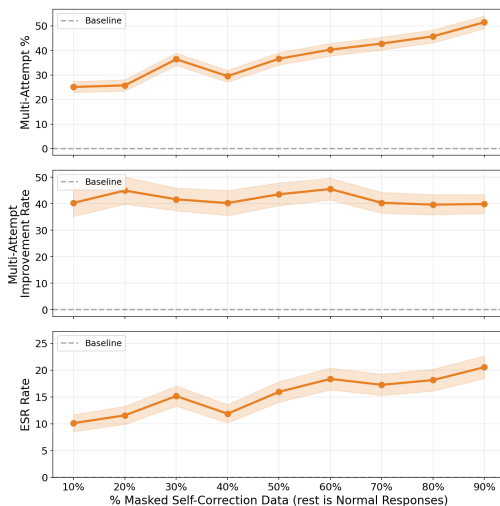 Baseline
Multi-Attempt %
50
40
30
20
10
0
Baseline
Multi-Attempt
Improvement Rate
50
40
30
20
10
0
Baseline
ESR Rate
25
20
15
10
5
0
10% 20% 30% 40% 50% 60% 70% 80% 90%
% Masked Self-Correction Data (rest is Normal Responses)